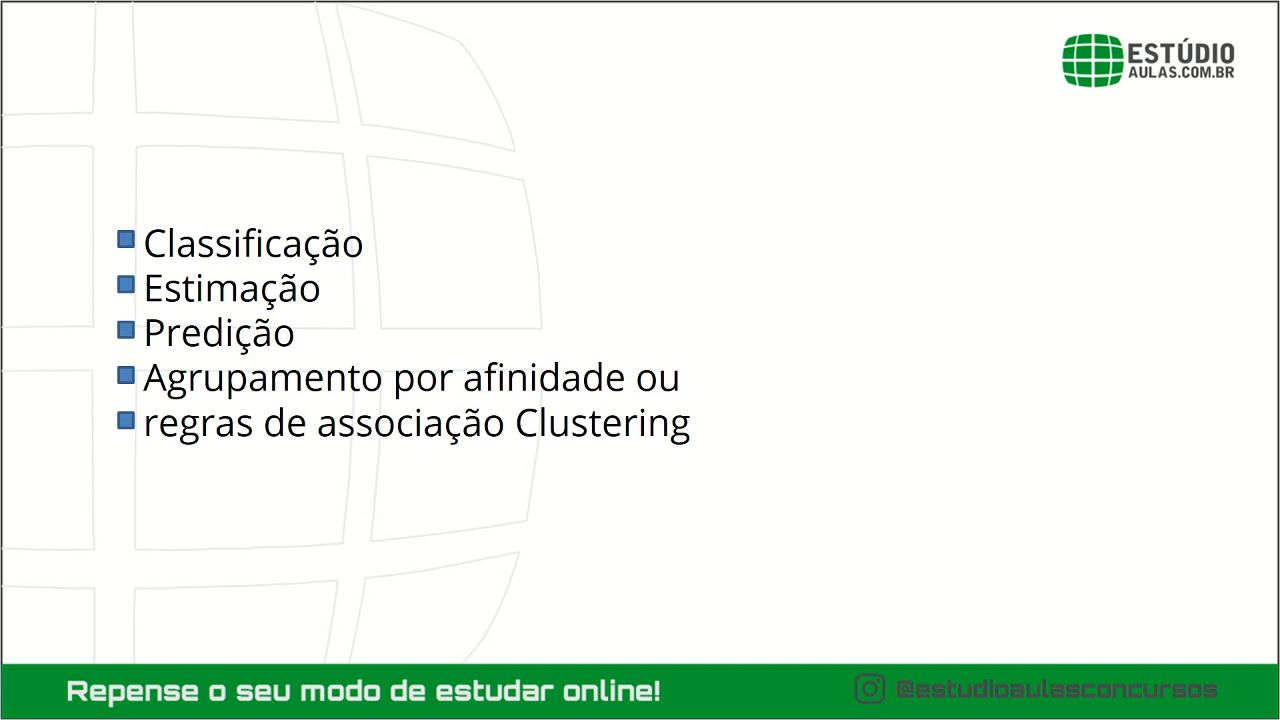 ESTÚDIO
AULAS.COM.BR
Classificação
Estimação
Predição
Agrupamento por afinidade ou
regras de associação Clustering
Repense o seu modo de estudar online!
@estudioaulasconcursos